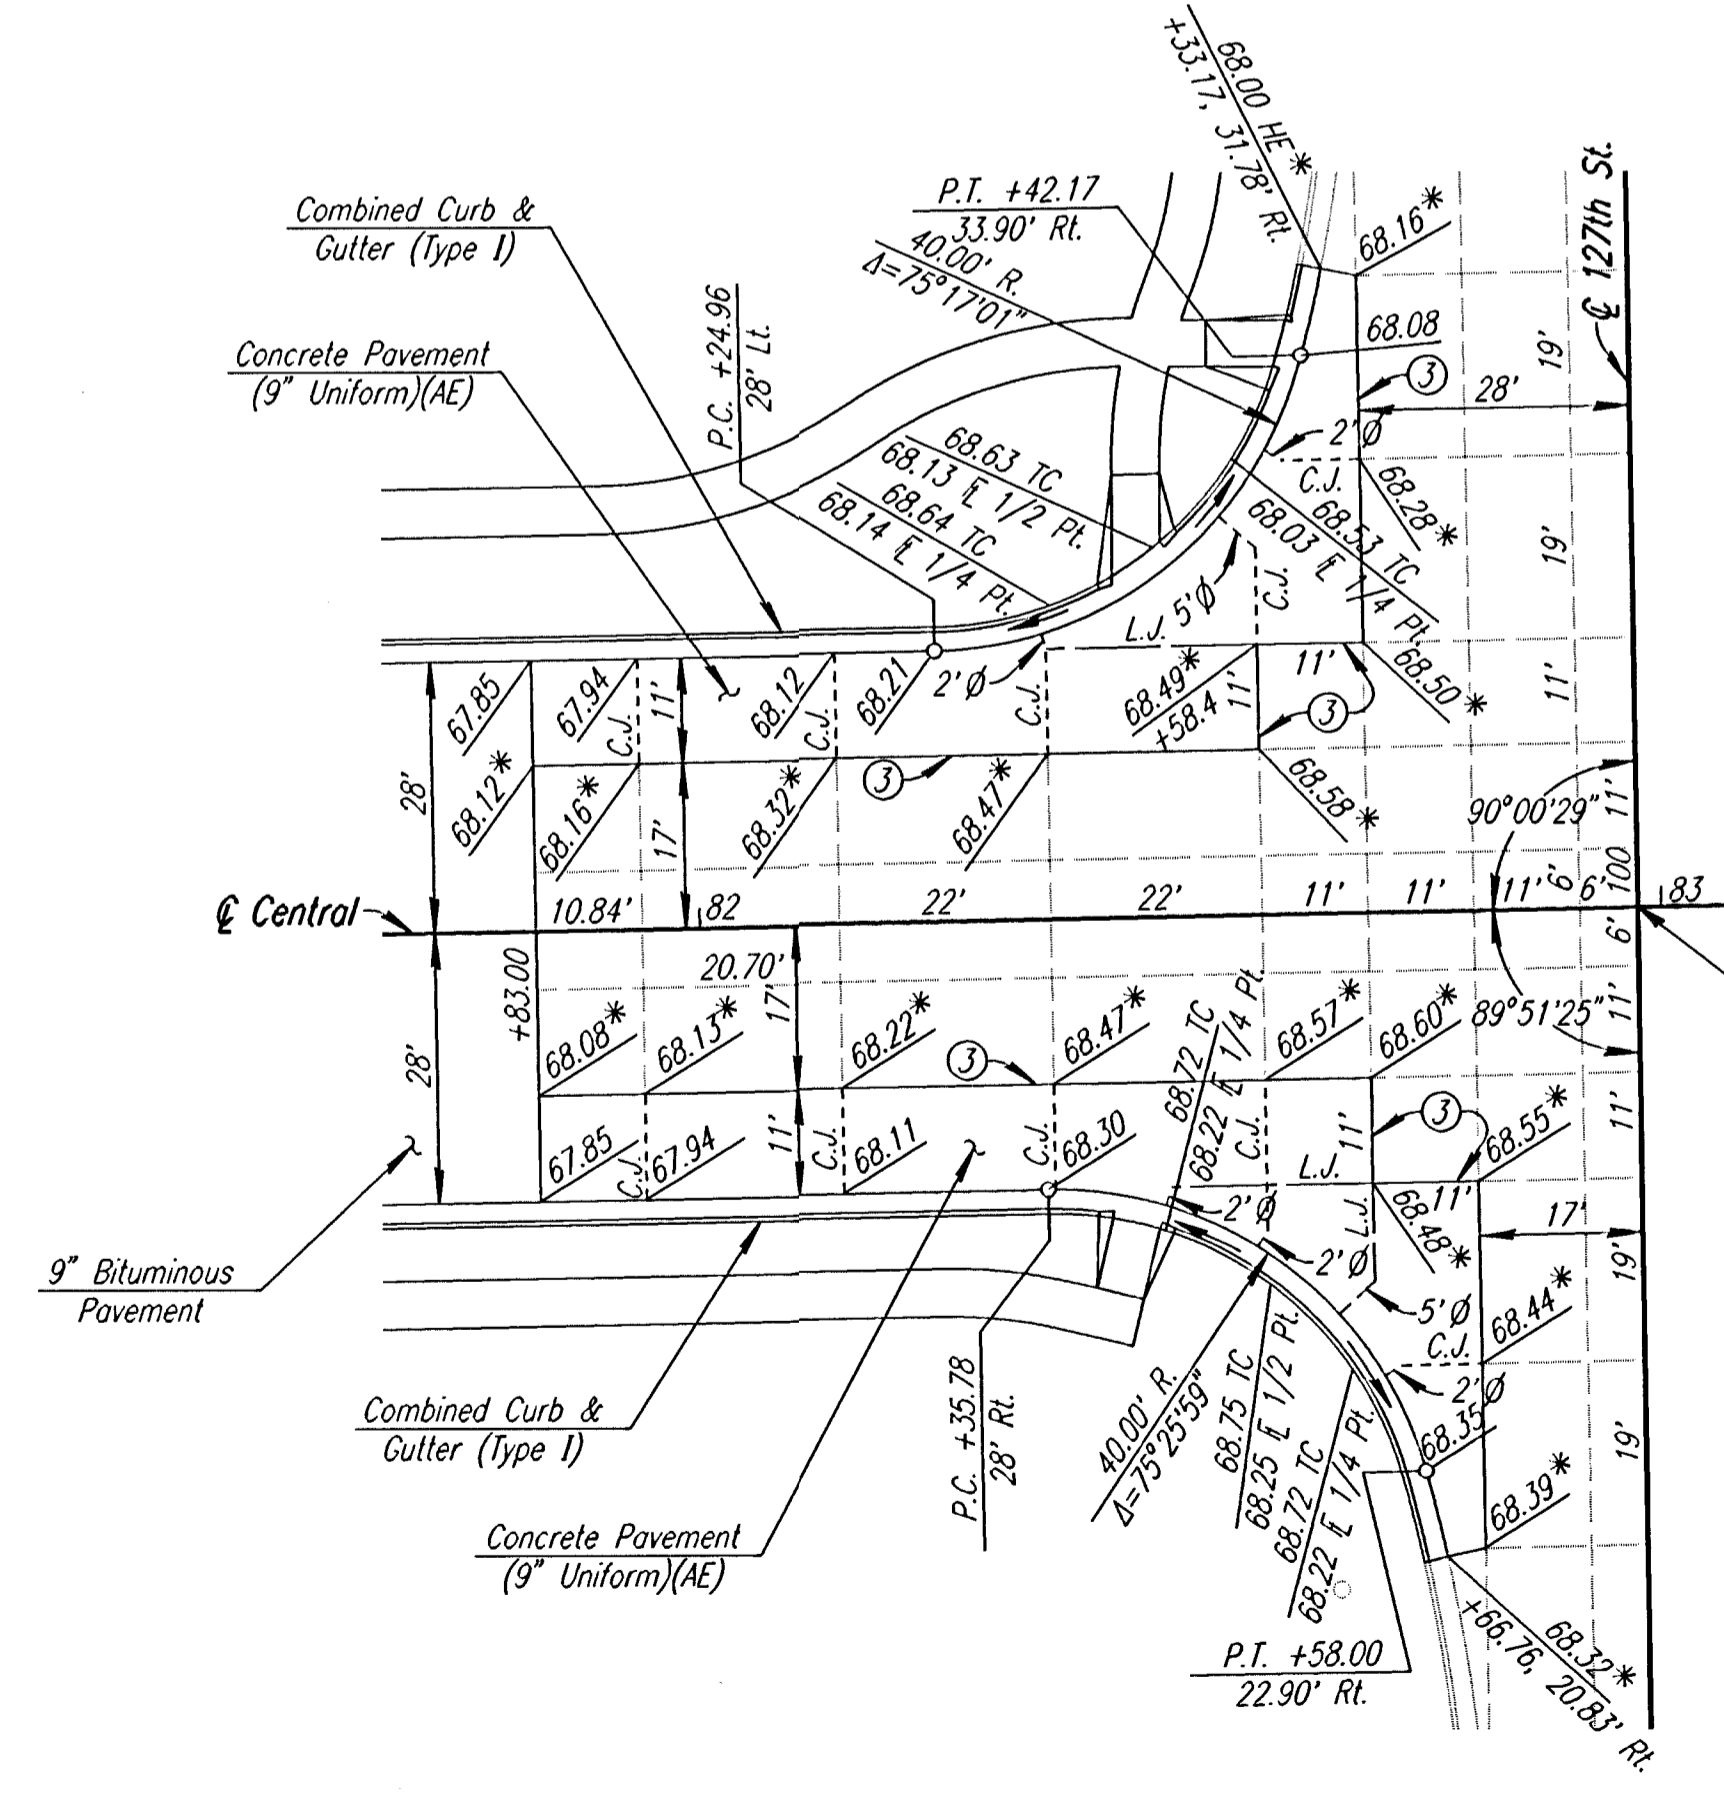 68.00 HE*
+33.17, 31.78' Rt.
P.T. +42.17
33.90' Rt.
40.00' R.
Δ=75°17'01"
68.16*
℄ 127th St.
Combined Curb &
Gutter (Type I)
P.C. +24.96
28' Lt.
68.08
3
19'
28'
Concrete Pavement
(9" Uniform)(AE)
2'Ø
C.J.
68.28*
68.63 TC
68.13 ℄ 1/2 Pt.
68.64 TC
68.14 ℄ 1/4 Pt.
68.53 TC
68.03 ℄ 1/4 Pt.
19'
5'Ø
C.J.
L.J.
11'
68.50*
11'
67.85
67.94
C.J.
11'
68.12
C.J.
68.21
2'Ø
C.J.
68.49*
+58.4
11'
3
28'
68.12*
68.16*
17'
68.32*
3
68.47*
68.58*
90°00'29"
11'
℄ Central
10.84'
82
22'
22'
11'
11'
11'
6'
6'
100
83
6'
+83.00
20.70'
17'
89°51'25"
11'
28'
68.08*
68.13*
68.22*
3
68.47*
68.72 TC
68.22 ℄ 1/4 Pt.
68.57*
68.60*
3
68.55*
11'
67.85
C.J.
67.94
11'
C.J.
68.11
C.J.
68.30
C.J.
L.J.
11'
11'
68.48*
17'
2'Ø
L.J.
2'Ø
19'
9" Bituminous
Pavement
5'Ø
68.44*
C.J.
2'Ø
P.C. +35.78
28' Rt.
40.00' R.
Δ=75°25'59"
68.75 TC
68.25 ℄ 1/2 Pt.
68.72 TC
68.22 ℄ 1/4 Pt.
68.35
19'
Combined Curb &
Gutter (Type I)
68.39*
Concrete Pavement
(9" Uniform)(AE)
68.32*
+66.76, 20.83' Rt.
P.T. +58.00
22.90' Rt.